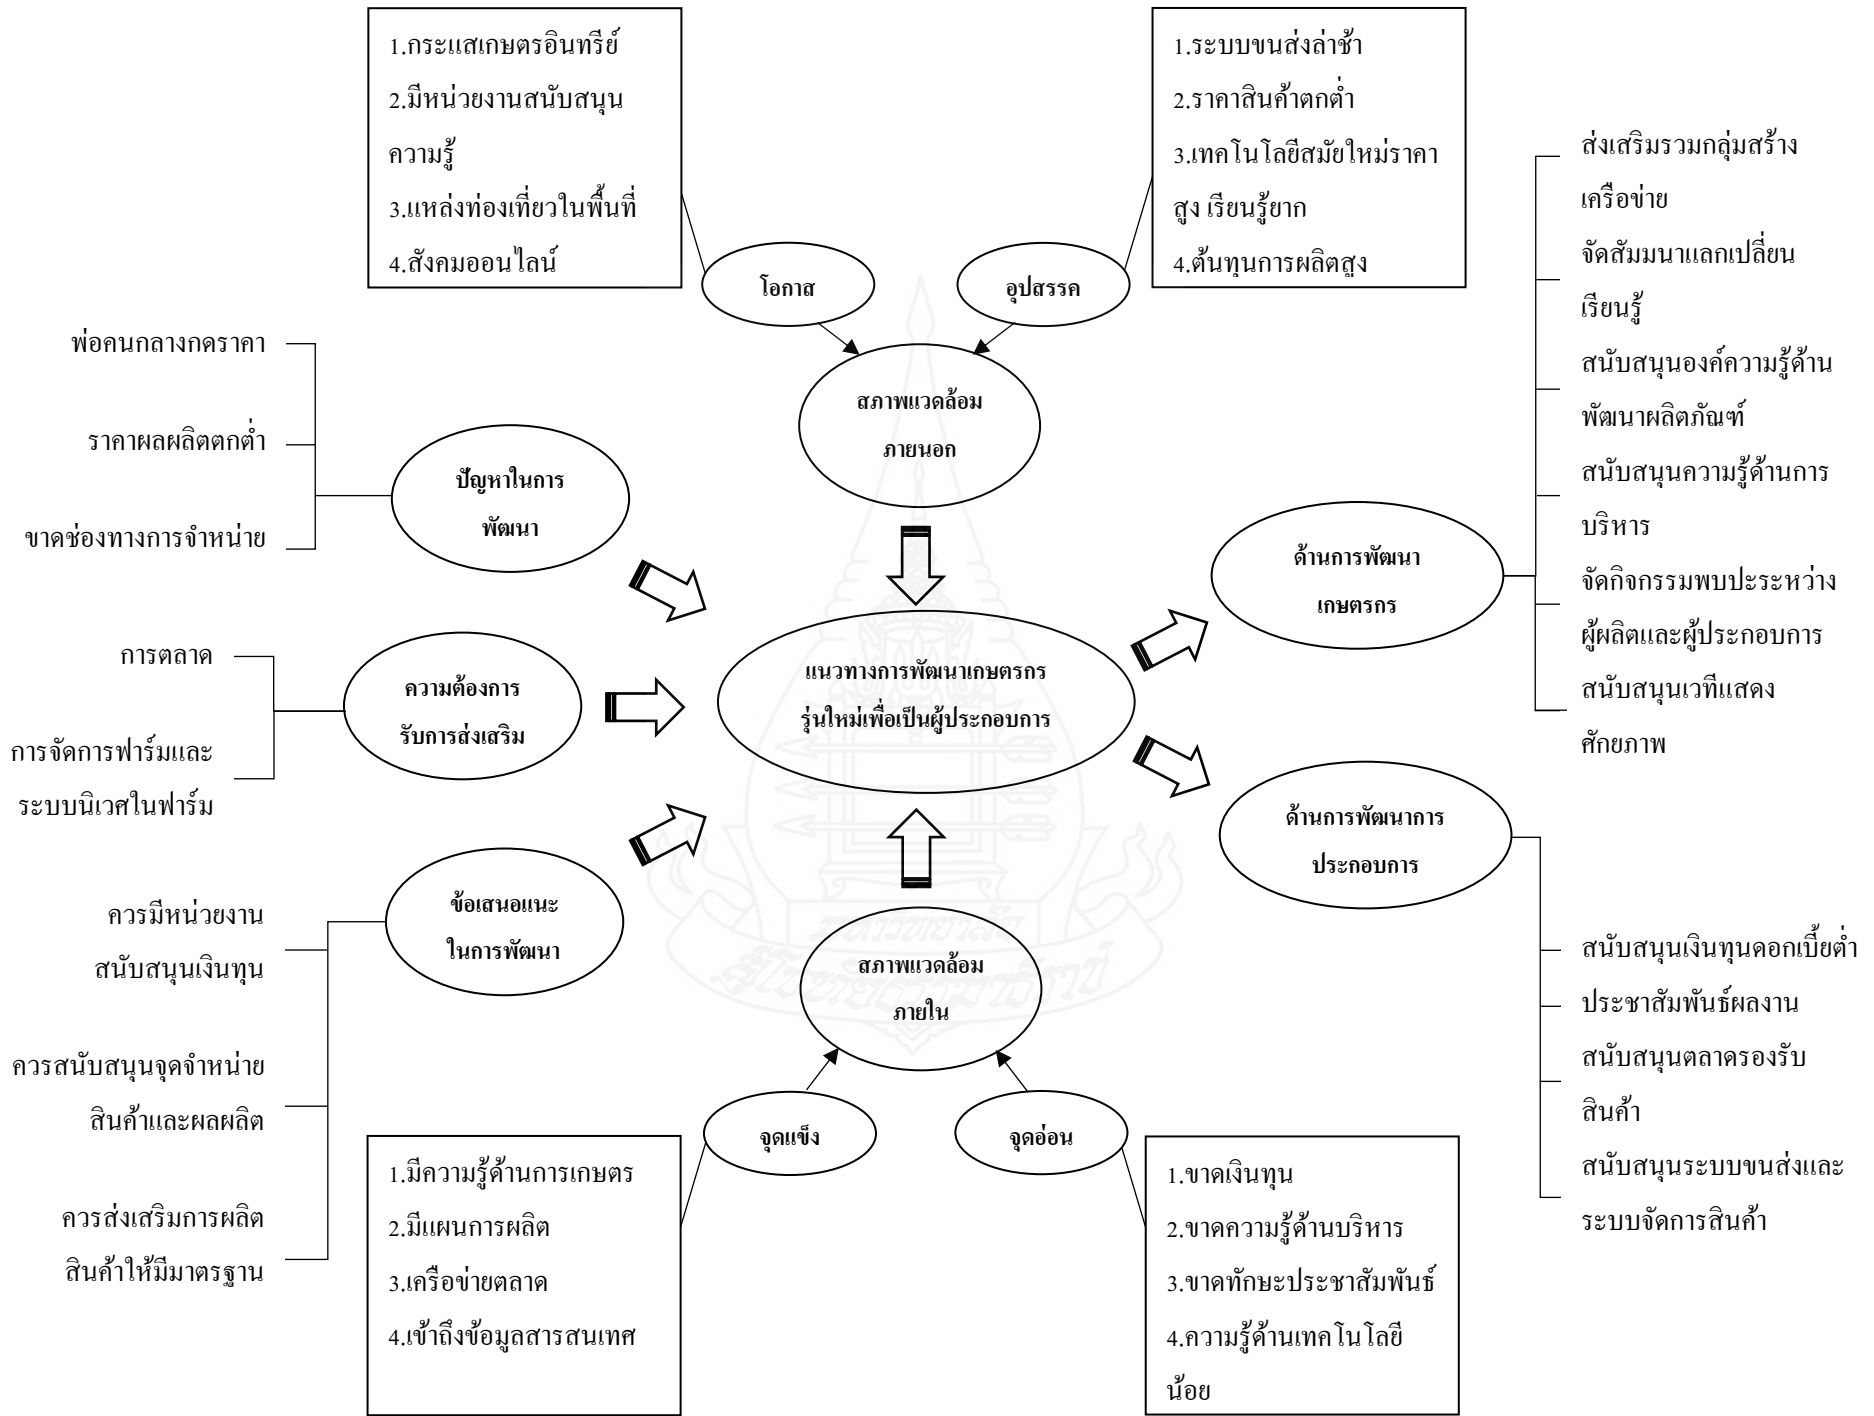 1.กระแสเกษตรอินทรีย์
2.มีหน่วยงานสนับสนุน
ความรู้
3.แหล่งท่องเที่ยวในพื้นที่
4.สังคมออนไลน์
1.ระบบขนส่งล่าช้า
2.ราคาสินค้าตกต่ำ
3.เทคโนโลยีสมัยใหม่ราคา
สูง เรียนรู้ยาก
4.ต้นทุนการผลิตสูง
โอกาส
อุปสรรค
สภาพแวดล้อม
ภายนอก
พ่อคนกลางกดราคา
ราคาผลผลิตตกต่ำ
ขาดช่องทางการจำหน่าย
ปัญหาในการ
พัฒนา
การตลาด
การจัดการฟาร์มและ
ระบบนิเวศในฟาร์ม
ความต้องการ
รับการส่งเสริม
ควรมีหน่วยงาน
สนับสนุนเงินทุน
ควรสนับสนุนจุดจำหน่าย
สินค้าและผลผลิต
ควรส่งเสริมการผลิต
สินค้าให้มีมาตรฐาน
ข้อเสนอแนะ
ในการพัฒนา
แนวทางการพัฒนาเกษตรกร
รุ่นใหม่เพื่อเป็นผู้ประกอบการ
ด้านการพัฒนา
เกษตรกร
ส่งเสริมรวมกลุ่มสร้าง
เครือข่าย
จัดสัมมนาแลกเปลี่ยน
เรียนรู้
สนับสนุนองค์ความรู้ด้าน
พัฒนาผลิตภัณฑ์
สนับสนุนความรู้ด้านการ
บริหาร
จัดกิจกรรมพบปะระหว่าง
ผู้ผลิตและผู้ประกอบการ
สนับสนุนเวทีแสดง
ศักยภาพ
ด้านการพัฒนาการ
ประกอบการ
สนับสนุนเงินทุนดอกเบี้ยต่ำ
ประชาสัมพันธ์ผลงาน
สนับสนุนตลาดรองรับ
สินค้า
สนับสนุนระบบขนส่งและ
ระบบจัดการสินค้า
สภาพแวดล้อม
ภายใน
จุดแข็ง
จุดอ่อน
1.มีความรู้ด้านการเกษตร
2.มีแผนการผลิต
3.เครือข่ายตลาด
4.เข้าถึงข้อมูลสารสนเทศ
1.ขาดเงินทุน
2.ขาดความรู้ด้านบริหาร
3.ขาดทักษะประชาสัมพันธ์
4.ความรู้ด้านเทคโนโลยี
น้อย
มหาวิทยาลัย
สุโขทัยธรรมาธิราช